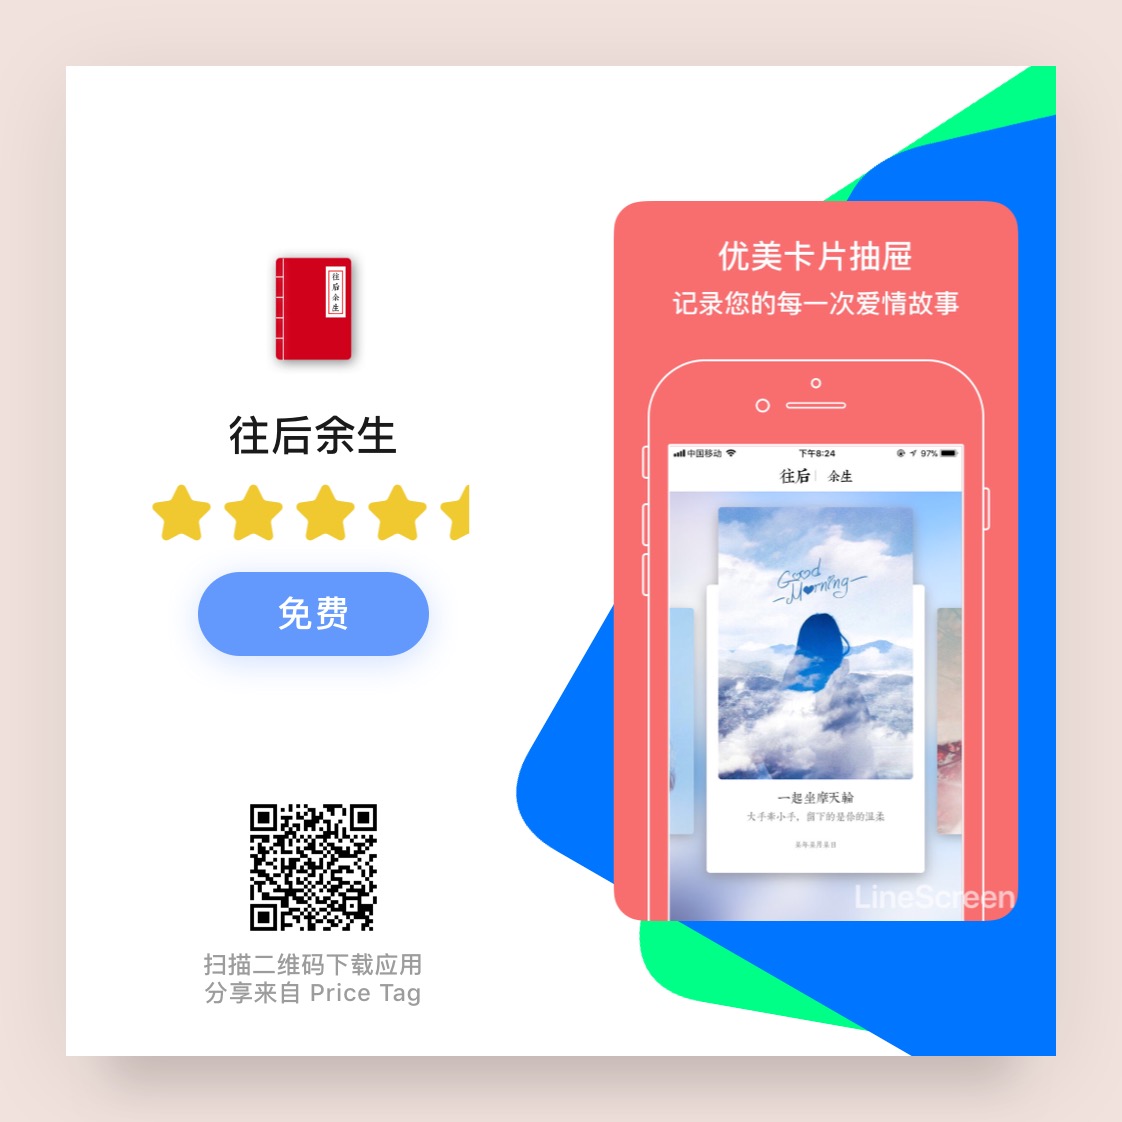 往后余生
往后余生
免费
扫描二维码下载应用
分享来自 Price Tag
优美卡片抽屉
记录您的每一次爱情故事
中国移动 下午8:24 97%
往后 余生
Good
Morning
一起坐摩天輪
大手牵小手，留下的是你的温柔
某年某月某日
LineScreen